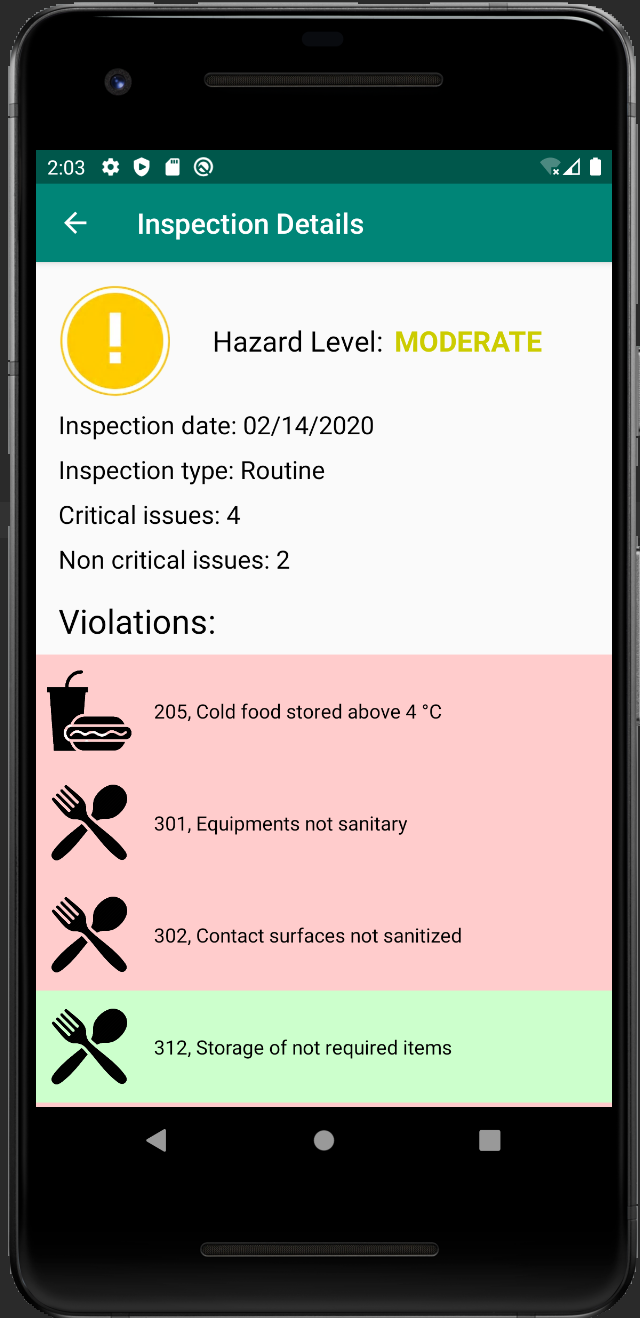 2:03
Inspection Details
Hazard Level: MODERATE
Inspection date: 02/14/2020
Inspection type: Routine
Critical issues: 4
Non critical issues: 2
Violations:
205, Cold food stored above 4 °C
301, Equipments not sanitary
302, Contact surfaces not sanitized
312, Storage of not required items